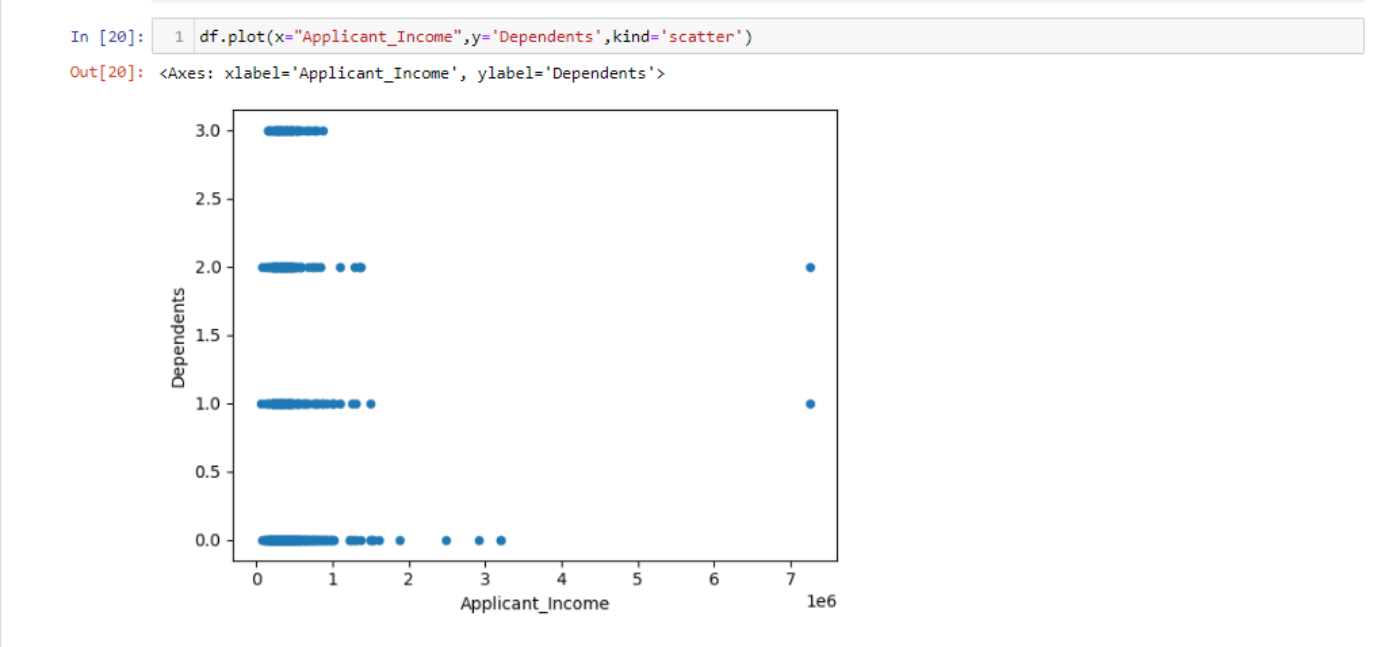 In [20]: 1 df.plot(x="Applicant_Income",y='Dependents',kind='scatter')
Out[20]: <Axes: xlabel='Applicant_Income', ylabel='Dependents'>
3.0
2.5
2.0
1.5
1.0
0.5
0.0
Dependents
0 1 2 3 4 5 6 7
Applicant_Income
1e6